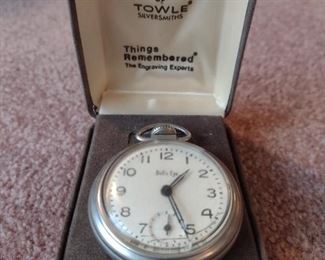 TOWLE®
SILVERSMITHS
Things
Remembered®
The Engraving Experts
12
11 1
10 2
Bull's Eye
9 3
8 4
7 5